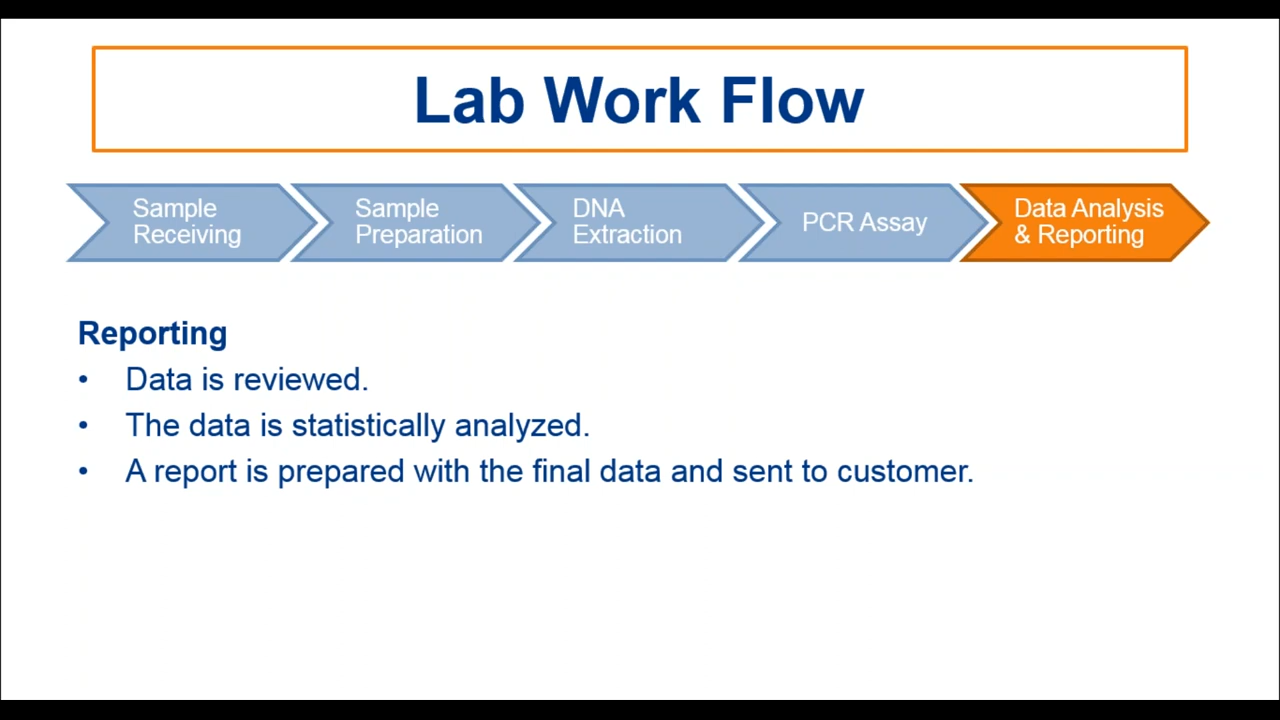 Lab Work Flow
Sample
Receiving
Sample
Preparation
DNA
Extraction
PCR Assay
Data Analysis
& Reporting
Reporting
• Data is reviewed.
• The data is statistically analyzed.
• A report is prepared with the final data and sent to customer.